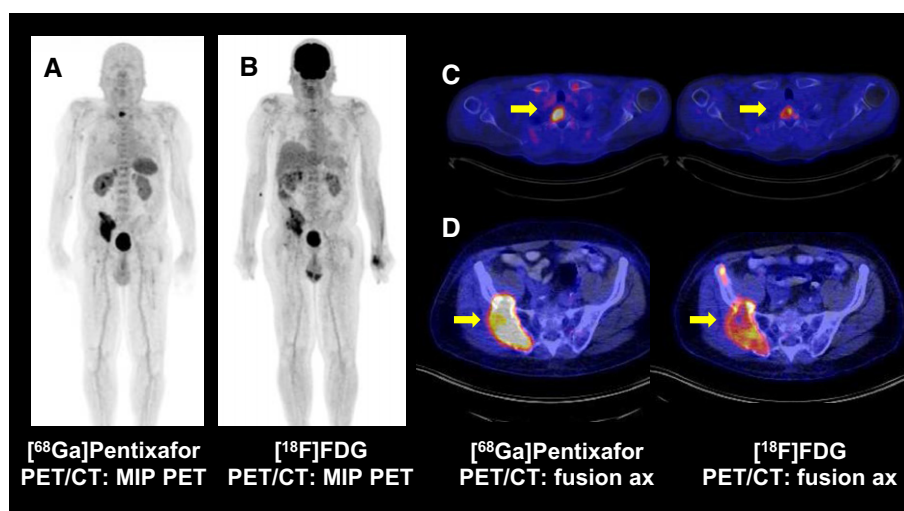 A
B
C
D
[⁶⁸Ga]Pentixafor
PET/CT: MIP PET
[¹⁸F]FDG
PET/CT: MIP PET
[⁶⁸Ga]Pentixafor
PET/CT: fusion ax
[¹⁸F]FDG
PET/CT: fusion ax